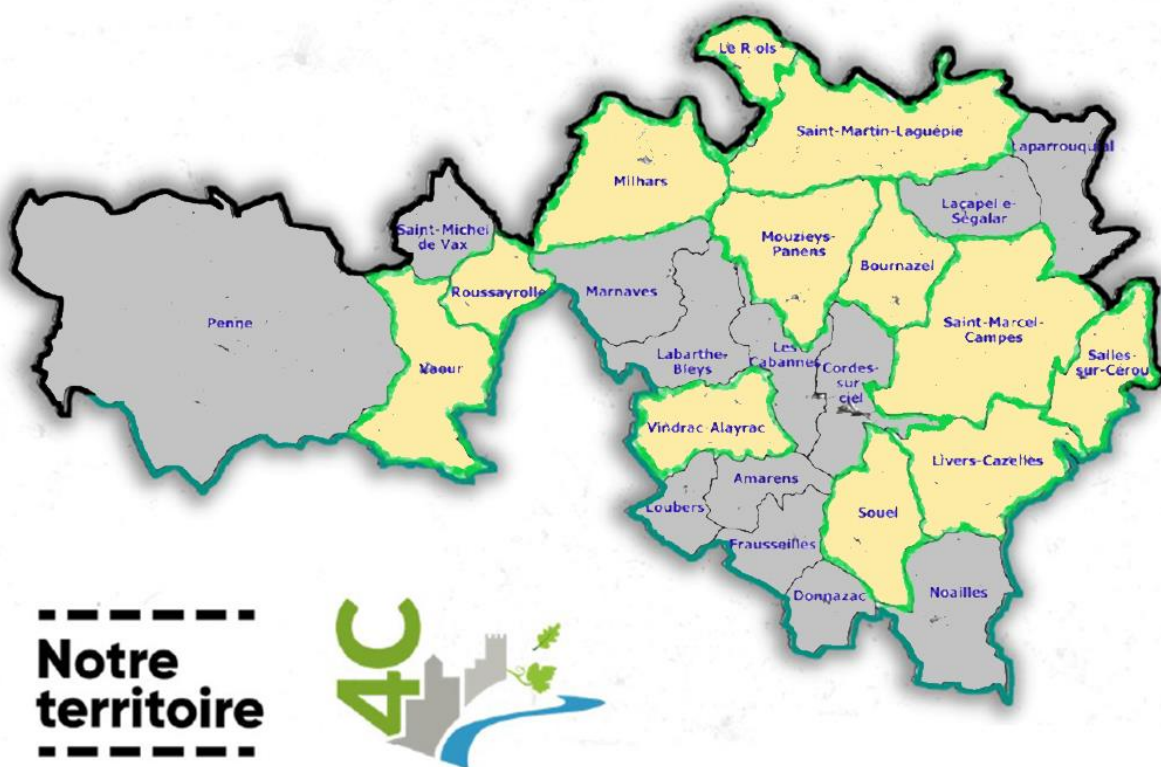 Le Riols
Saint-Martin-Laguépie
Laparrouquial
Milhars
Laçapel e-
Ségalar
Saint-Michel
de Vax
Mouzieys-
Panens
Bournazel
Roussayrolle
Marnaves
Penne
Saint-Marcel-
Campes
Labarthe-
Bleys
Les
Cabannes
Cordes-
sur
ciel
Salles-
sur-Cérou
Vaour
Vindrac-Alayrac
Livers-Cazelles
Amarens
Loubers
Souel
Frausseilles
Donnazac
Noailles
Notre
territoire
4C